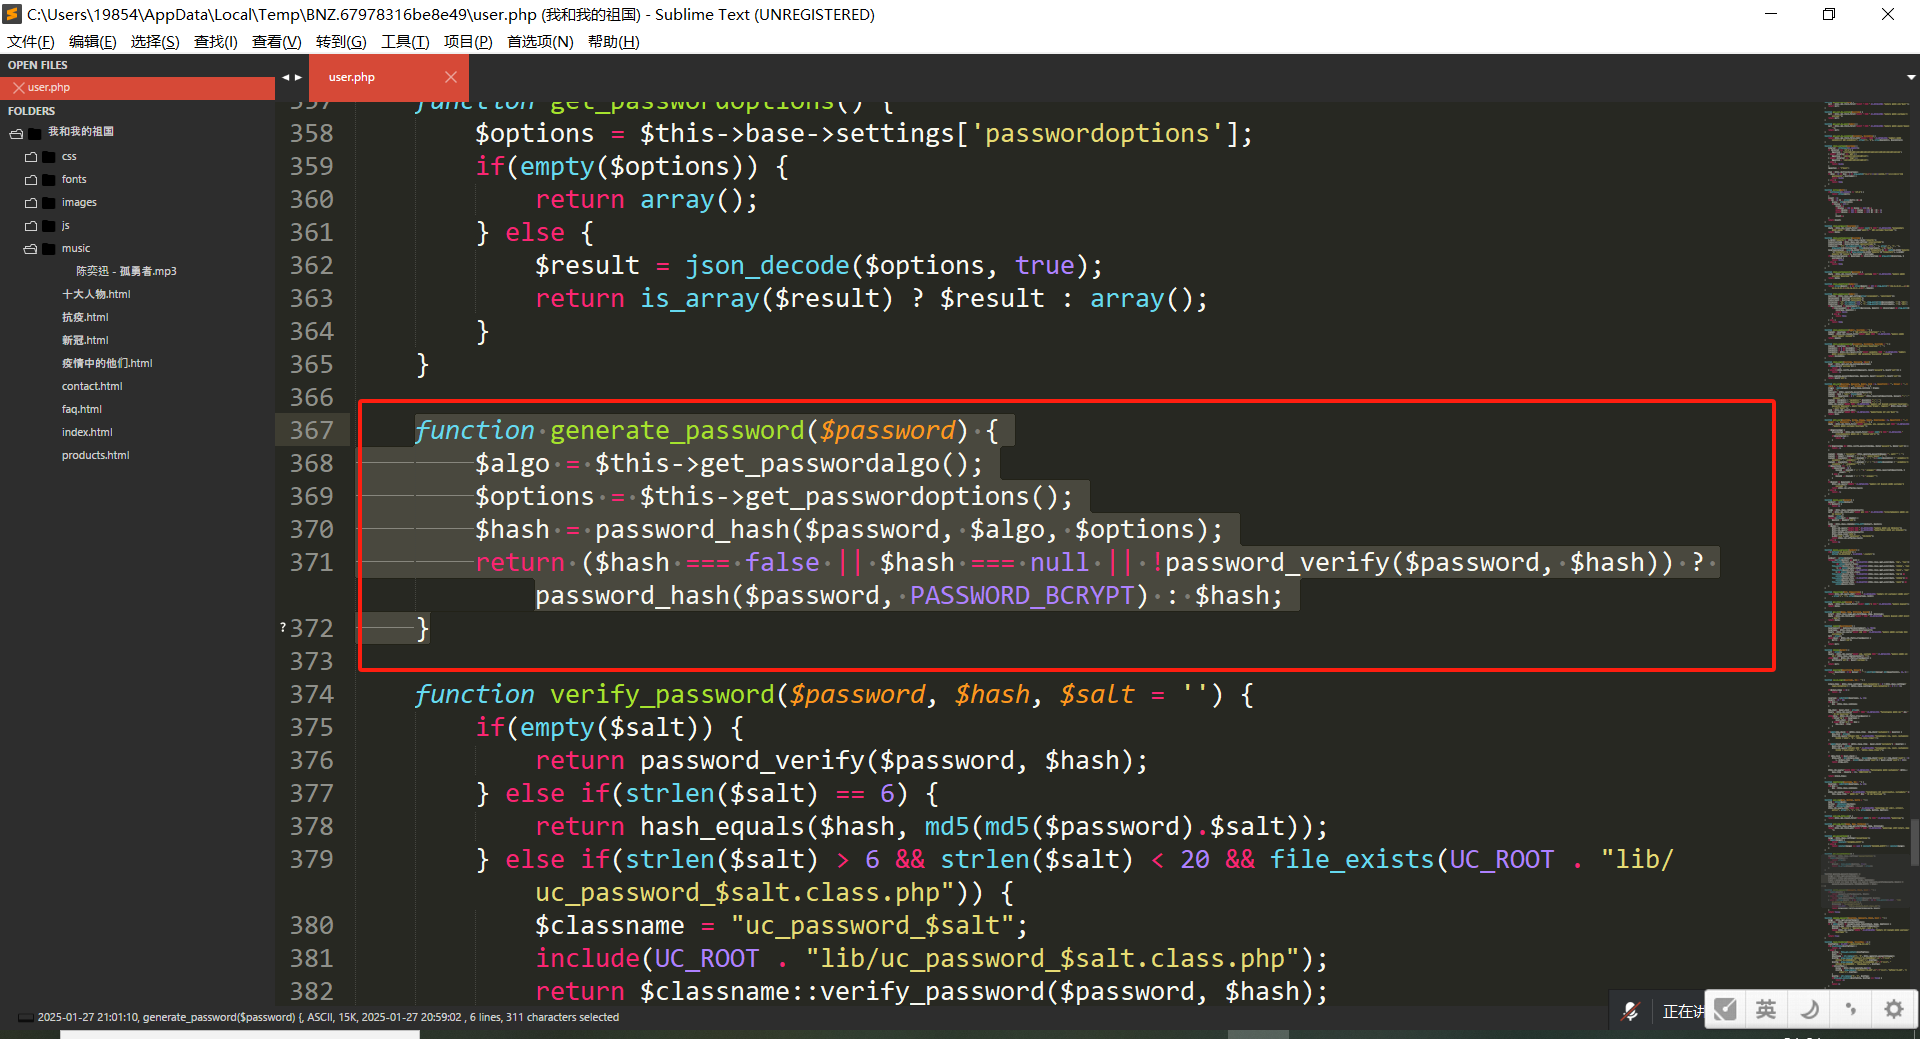 C:\Users\19854\AppData\Local\Temp\BNZ.67978316be8e49\user.php (我和我的祖国) - Sublime Text (UNREGISTERED)
文件(F) 编辑(E) 选择(S) 查找(I) 查看(V) 转到(G) 工具(T) 项目(P) 首选项(N) 帮助(H)
OPEN FILES
user.php
FOLDERS
我和我的祖国
css
fonts
images
js
music
陈奕迅 - 孤勇者.mp3
十大人物.html
抗疫.html
新冠.html
疫情中的他们.html
contact.html
faq.html
index.html
products.html
user.php
357 function get_passwordoptions() {
358 $options = $this->base->settings['passwordoptions'];
359 if(empty($options)) {
360 return array();
361 } else {
362 $result = json_decode($options, true);
363 return is_array($result) ? $result : array();
364 }
365 }
366
367 function generate_password($password) {
368 $algo = $this->get_passwordalgo();
369 $options = $this->get_passwordoptions();
370 $hash = password_hash($password, $algo, $options);
371 return ($hash === false || $hash === null || !password_verify($password, $hash)) ?
password_hash($password, PASSWORD_BCRYPT) : $hash;
? 372 }
373
374 function verify_password($password, $hash, $salt = '') {
375 if(empty($salt)) {
376 return password_verify($password, $hash);
377 } else if(strlen($salt) == 6) {
378 return hash_equals($hash, md5(md5($password).$salt));
379 } else if(strlen($salt) > 6 && strlen($salt) < 20 && file_exists(UC_ROOT . "lib/
uc_password_$salt.class.php")) {
380 $classname = "uc_password_$salt";
381 include(UC_ROOT . "lib/uc_password_$salt.class.php");
382 return $classname::verify_password($password, $hash);
2025-01-27 21:01:10, generate_password($password) {, ASCII, 15K, 2025-01-27 20:59:02 , 6 lines, 311 characters selected
正在讲
英